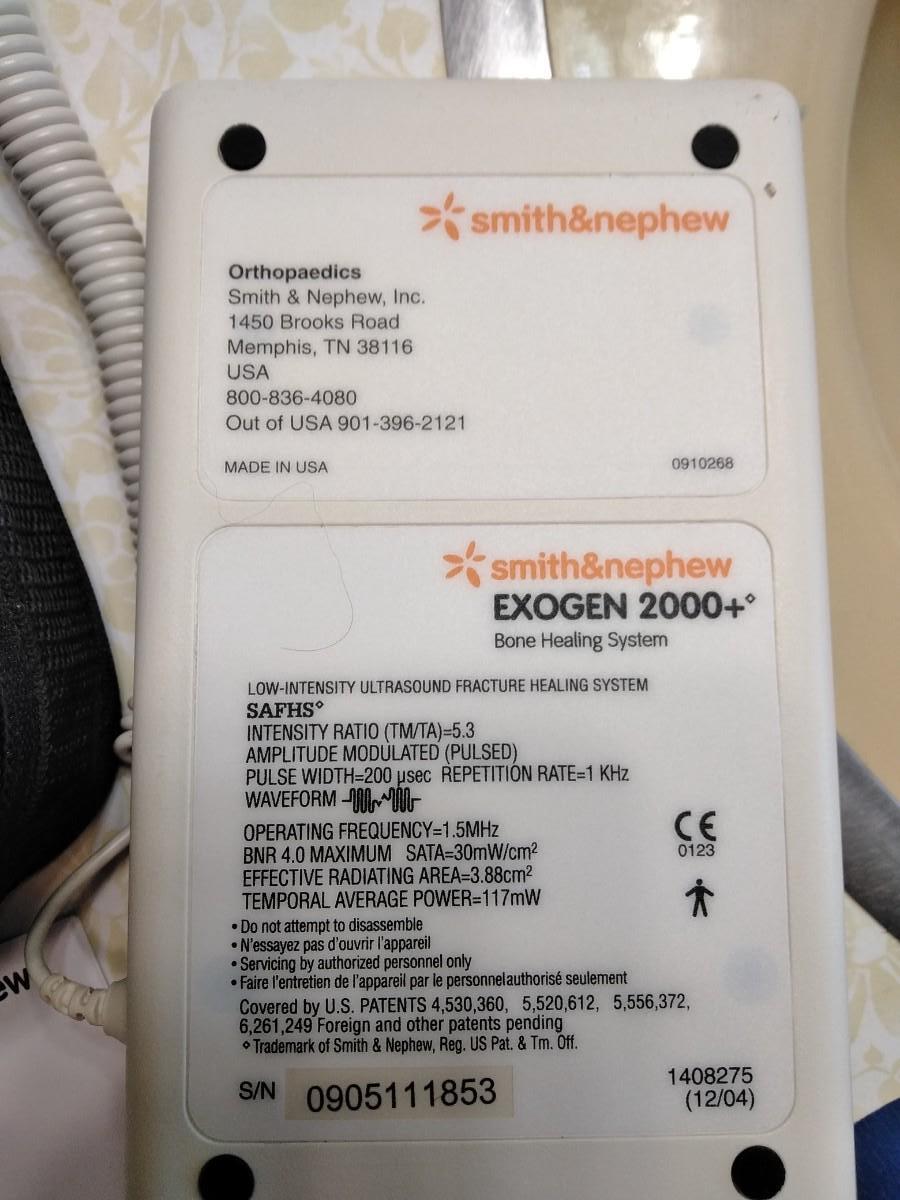 smith&nephew
Orthopaedics
Smith & Nephew, Inc.
1450 Brooks Road
Memphis, TN 38116
USA
800-836-4080
Out of USA 901-396-2121
MADE IN USA 0910268
smith&nephew
EXOGEN 2000+⋄
Bone Healing System
LOW-INTENSITY ULTRASOUND FRACTURE HEALING SYSTEM
SAFHS⋄
INTENSITY RATIO (TM/TA)=5.3
AMPLITUDE MODULATED (PULSED)
PULSE WIDTH=200 µsec REPETITION RATE=1 KHz
WAVEFORM
OPERATING FREQUENCY=1.5MHz
BNR 4.0 MAXIMUM SATA=30mW/cm²
EFFECTIVE RADIATING AREA=3.88cm²
TEMPORAL AVERAGE POWER=117mW
CE
0123
• Do not attempt to disassemble
• N'essayez pas d'ouvrir l'appareil
• Servicing by authorized personnel only
• Faire l'entretien de l'appareil par le personnelautorisé seulement
Covered by U.S. PATENTS 4,530,360, 5,520,612, 5,556,372,
6,261,249 Foreign and other patents pending
⋄ Trademark of Smith & Nephew, Reg. US Pat. & Tm. Off.
S/N 0905111853
1408275
(12/04)
ew